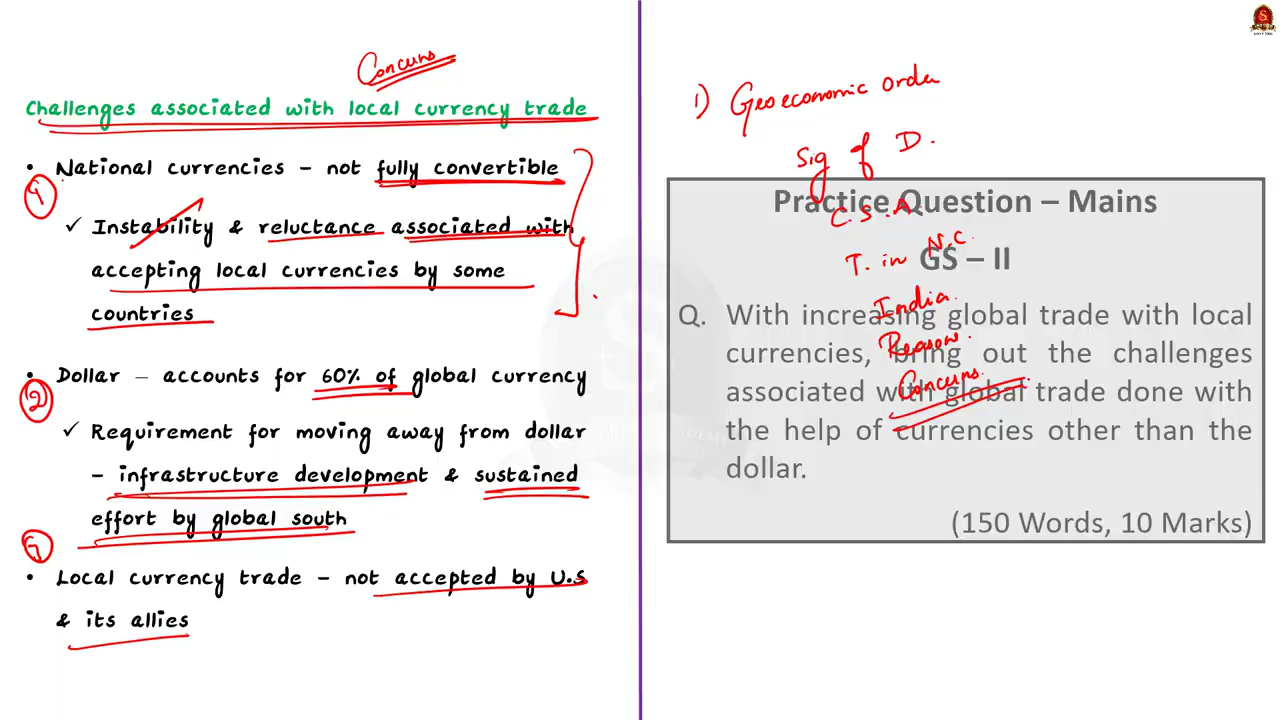 Concerns
Challenges associated with local currency trade
• National currencies – not fully convertible
1
✓ Instability & reluctance associated with
accepting local currencies by some
countries
• Dollar – accounts for 60% of global currency
2
✓ Requirement for moving away from dollar
– infrastructure development & sustained
effort by global south
• Local currency trade – not accepted by U.S
& its allies
1) Geoeconomic order
Sig of D.
C.S.A
T. in N.C.
India.
Reason.
Concerns.
Practice Question – Mains
GS – II
Q. With increasing global trade with local
currencies, bring out the challenges
associated with global trade done with
the help of currencies other than the
dollar.
(150 Words, 10 Marks)